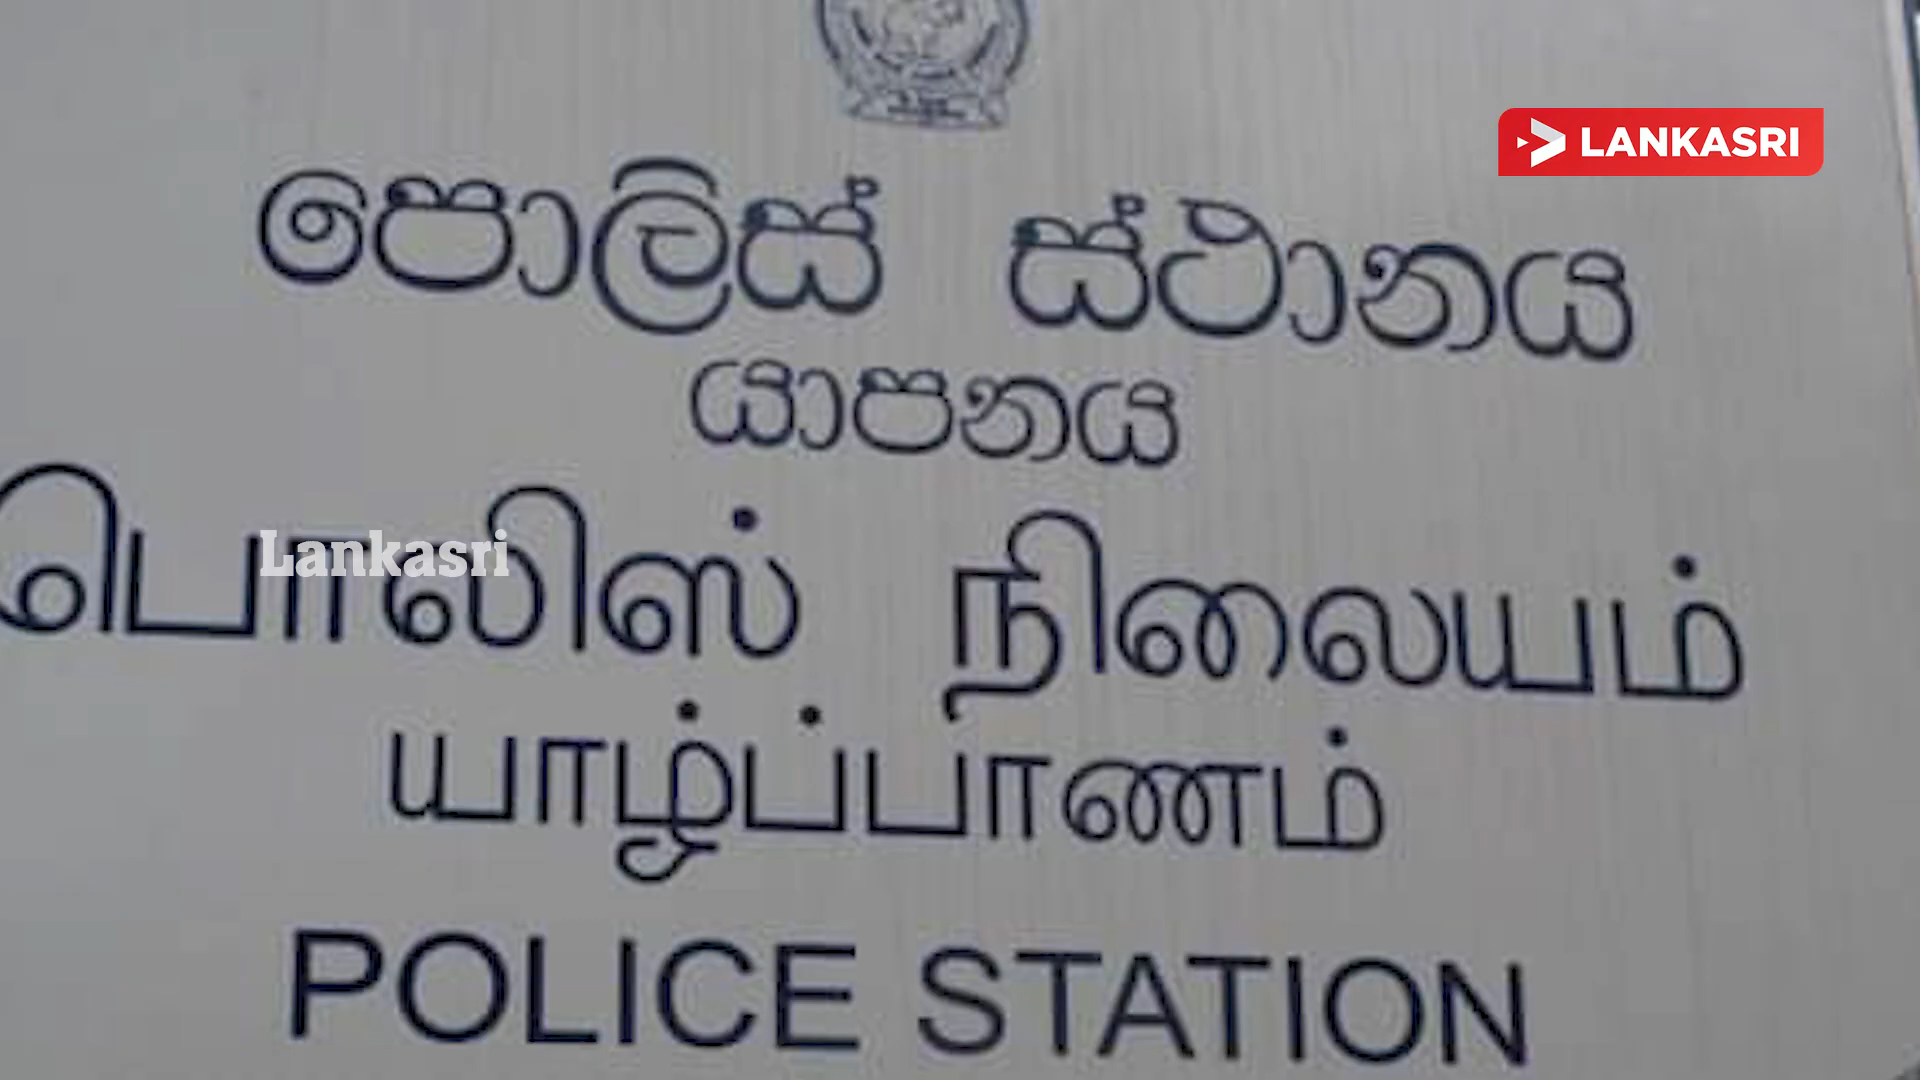 LANKASRI
පොලිස් ස්ථානය
යාපනය
பொலிஸ் நிலையம்
Lankasri
யாழ்ப்பாணம்
POLICE STATION